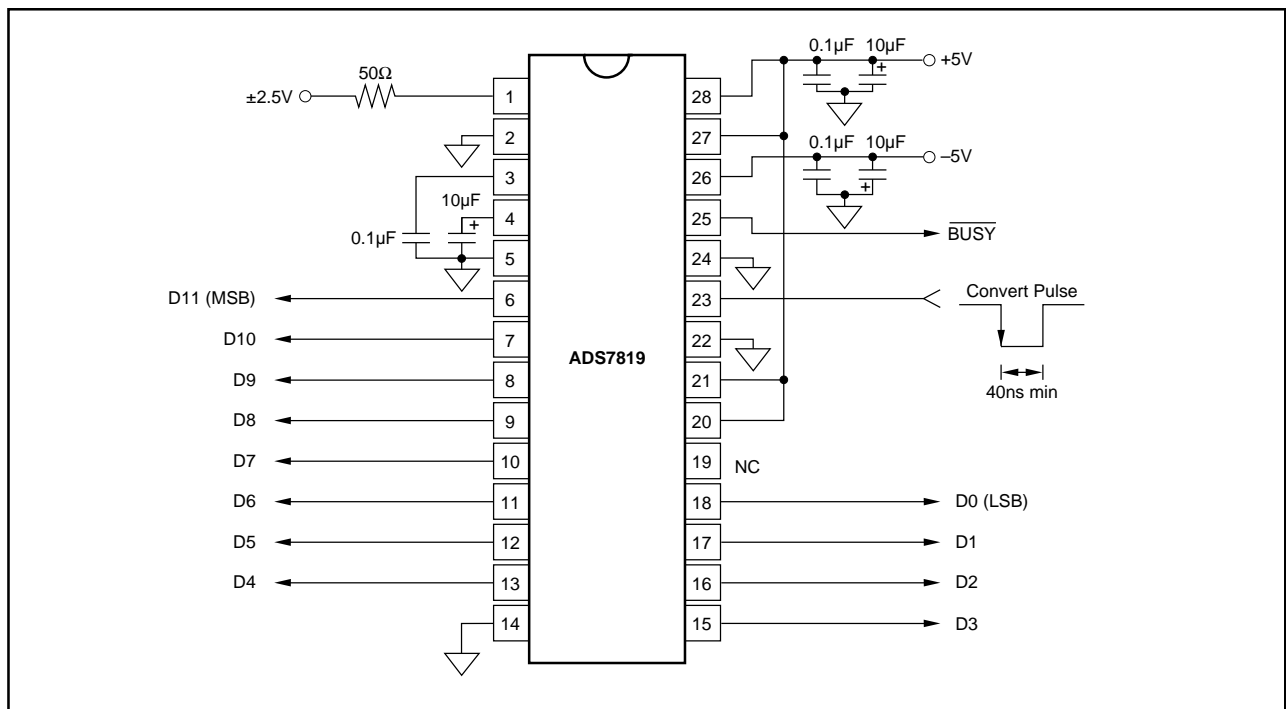 0.1µF 10µF
+5V
50Ω
±2.5V
1 28
2 27
0.1µF 10µF
–5V
3 26
10µF
+
4 25
BUSY
0.1µF
5 24
D11 (MSB) 6 23 Convert Pulse
D10 7 22
ADS7819
D9 8 21
40ns min
D8 9 20
D7 10 19 NC
D6 11 18 D0 (LSB)
D5 12 17 D1
D4 13 16 D2
14 15 D3